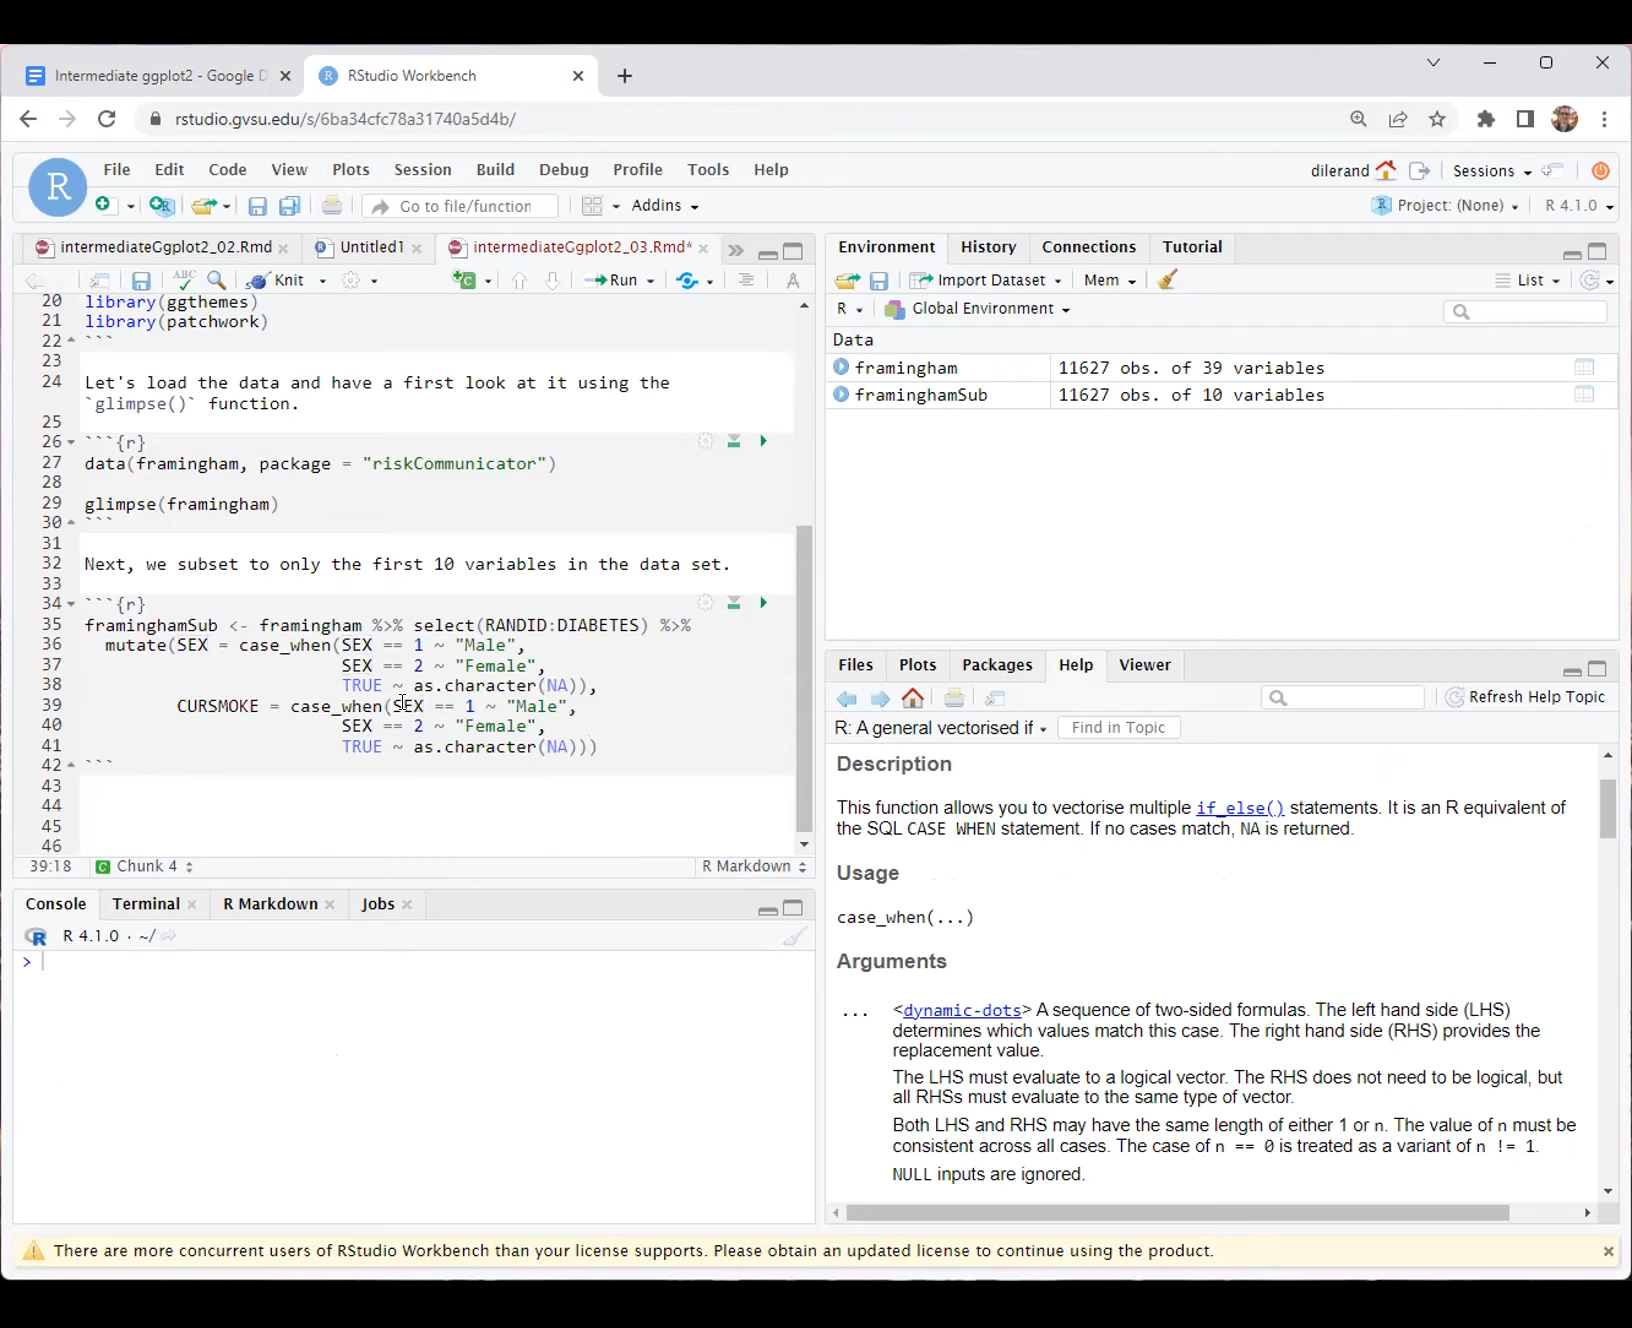 Intermediate ggplot2 - Google D
RStudio Workbench
rstudio.gvsu.edu/s/6ba34cfc78a31740a5d4b/
R
File Edit Code View Plots Session Build Debug Profile Tools Help
dilerand
Sessions
Go to file/function
Addins
Project: (None)
R 4.1.0
intermediateGgplot2_02.Rmd
Untitled1
intermediateGgplot2_03.Rmd*
ABC
Knit
Run
20 library(ggthemes)
21 library(patchwork)
22 ```
23
24 Let's load the data and have a first look at it using the
`glimpse()` function.
25
26 ```{r}
27 data(framingham, package = "riskCommunicator")
28
29 glimpse(framingham)
30 ```
31
32 Next, we subset to only the first 10 variables in the data set.
33
34 ```{r}
35 framinghamSub <- framingham %>% select(RANDID:DIABETES) %>%
36 mutate(SEX = case_when(SEX == 1 ~ "Male",
37 SEX == 2 ~ "Female",
38 TRUE ~ as.character(NA)),
39 CURSMOKE = case_when(SEX == 1 ~ "Male",
40 SEX == 2 ~ "Female",
41 TRUE ~ as.character(NA)))
42 ```
43
44
45
46
39:18
C Chunk 4
R Markdown
Console Terminal R Markdown Jobs
R R 4.1.0 · ~/
>
Environment History Connections Tutorial
Import Dataset
Mem
List
R
Global Environment
Data
framingham 11627 obs. of 39 variables
framinghamSub 11627 obs. of 10 variables
Files Plots Packages Help Viewer
Refresh Help Topic
R: A general vectorised if
Find in Topic
Description
This function allows you to vectorise multiple if_else() statements. It is an R equivalent of
the SQL CASE WHEN statement. If no cases match, NA is returned.
Usage
case_when(...)
Arguments
... <dynamic-dots> A sequence of two-sided formulas. The left hand side (LHS)
determines which values match this case. The right hand side (RHS) provides the
replacement value.
The LHS must evaluate to a logical vector. The RHS does not need to be logical, but
all RHSs must evaluate to the same type of vector.
Both LHS and RHS may have the same length of either 1 or n. The value of n must be
consistent across all cases. The case of n == 0 is treated as a variant of n != 1.
NULL inputs are ignored.
There are more concurrent users of RStudio Workbench than your license supports. Please obtain an updated license to continue using the product.